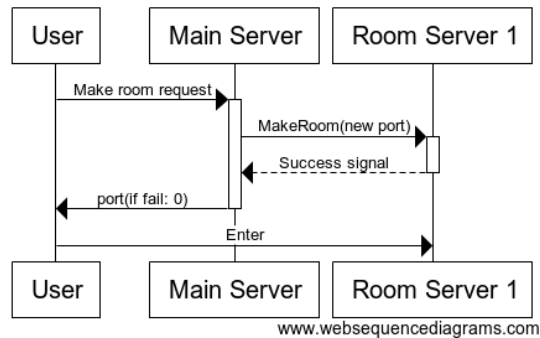 User
Main Server
Room Server 1
Make room request
MakeRoom(new port)
Success signal
port(if fail: 0)
Enter
User
Main Server
Room Server 1
www.websequencediagrams.com